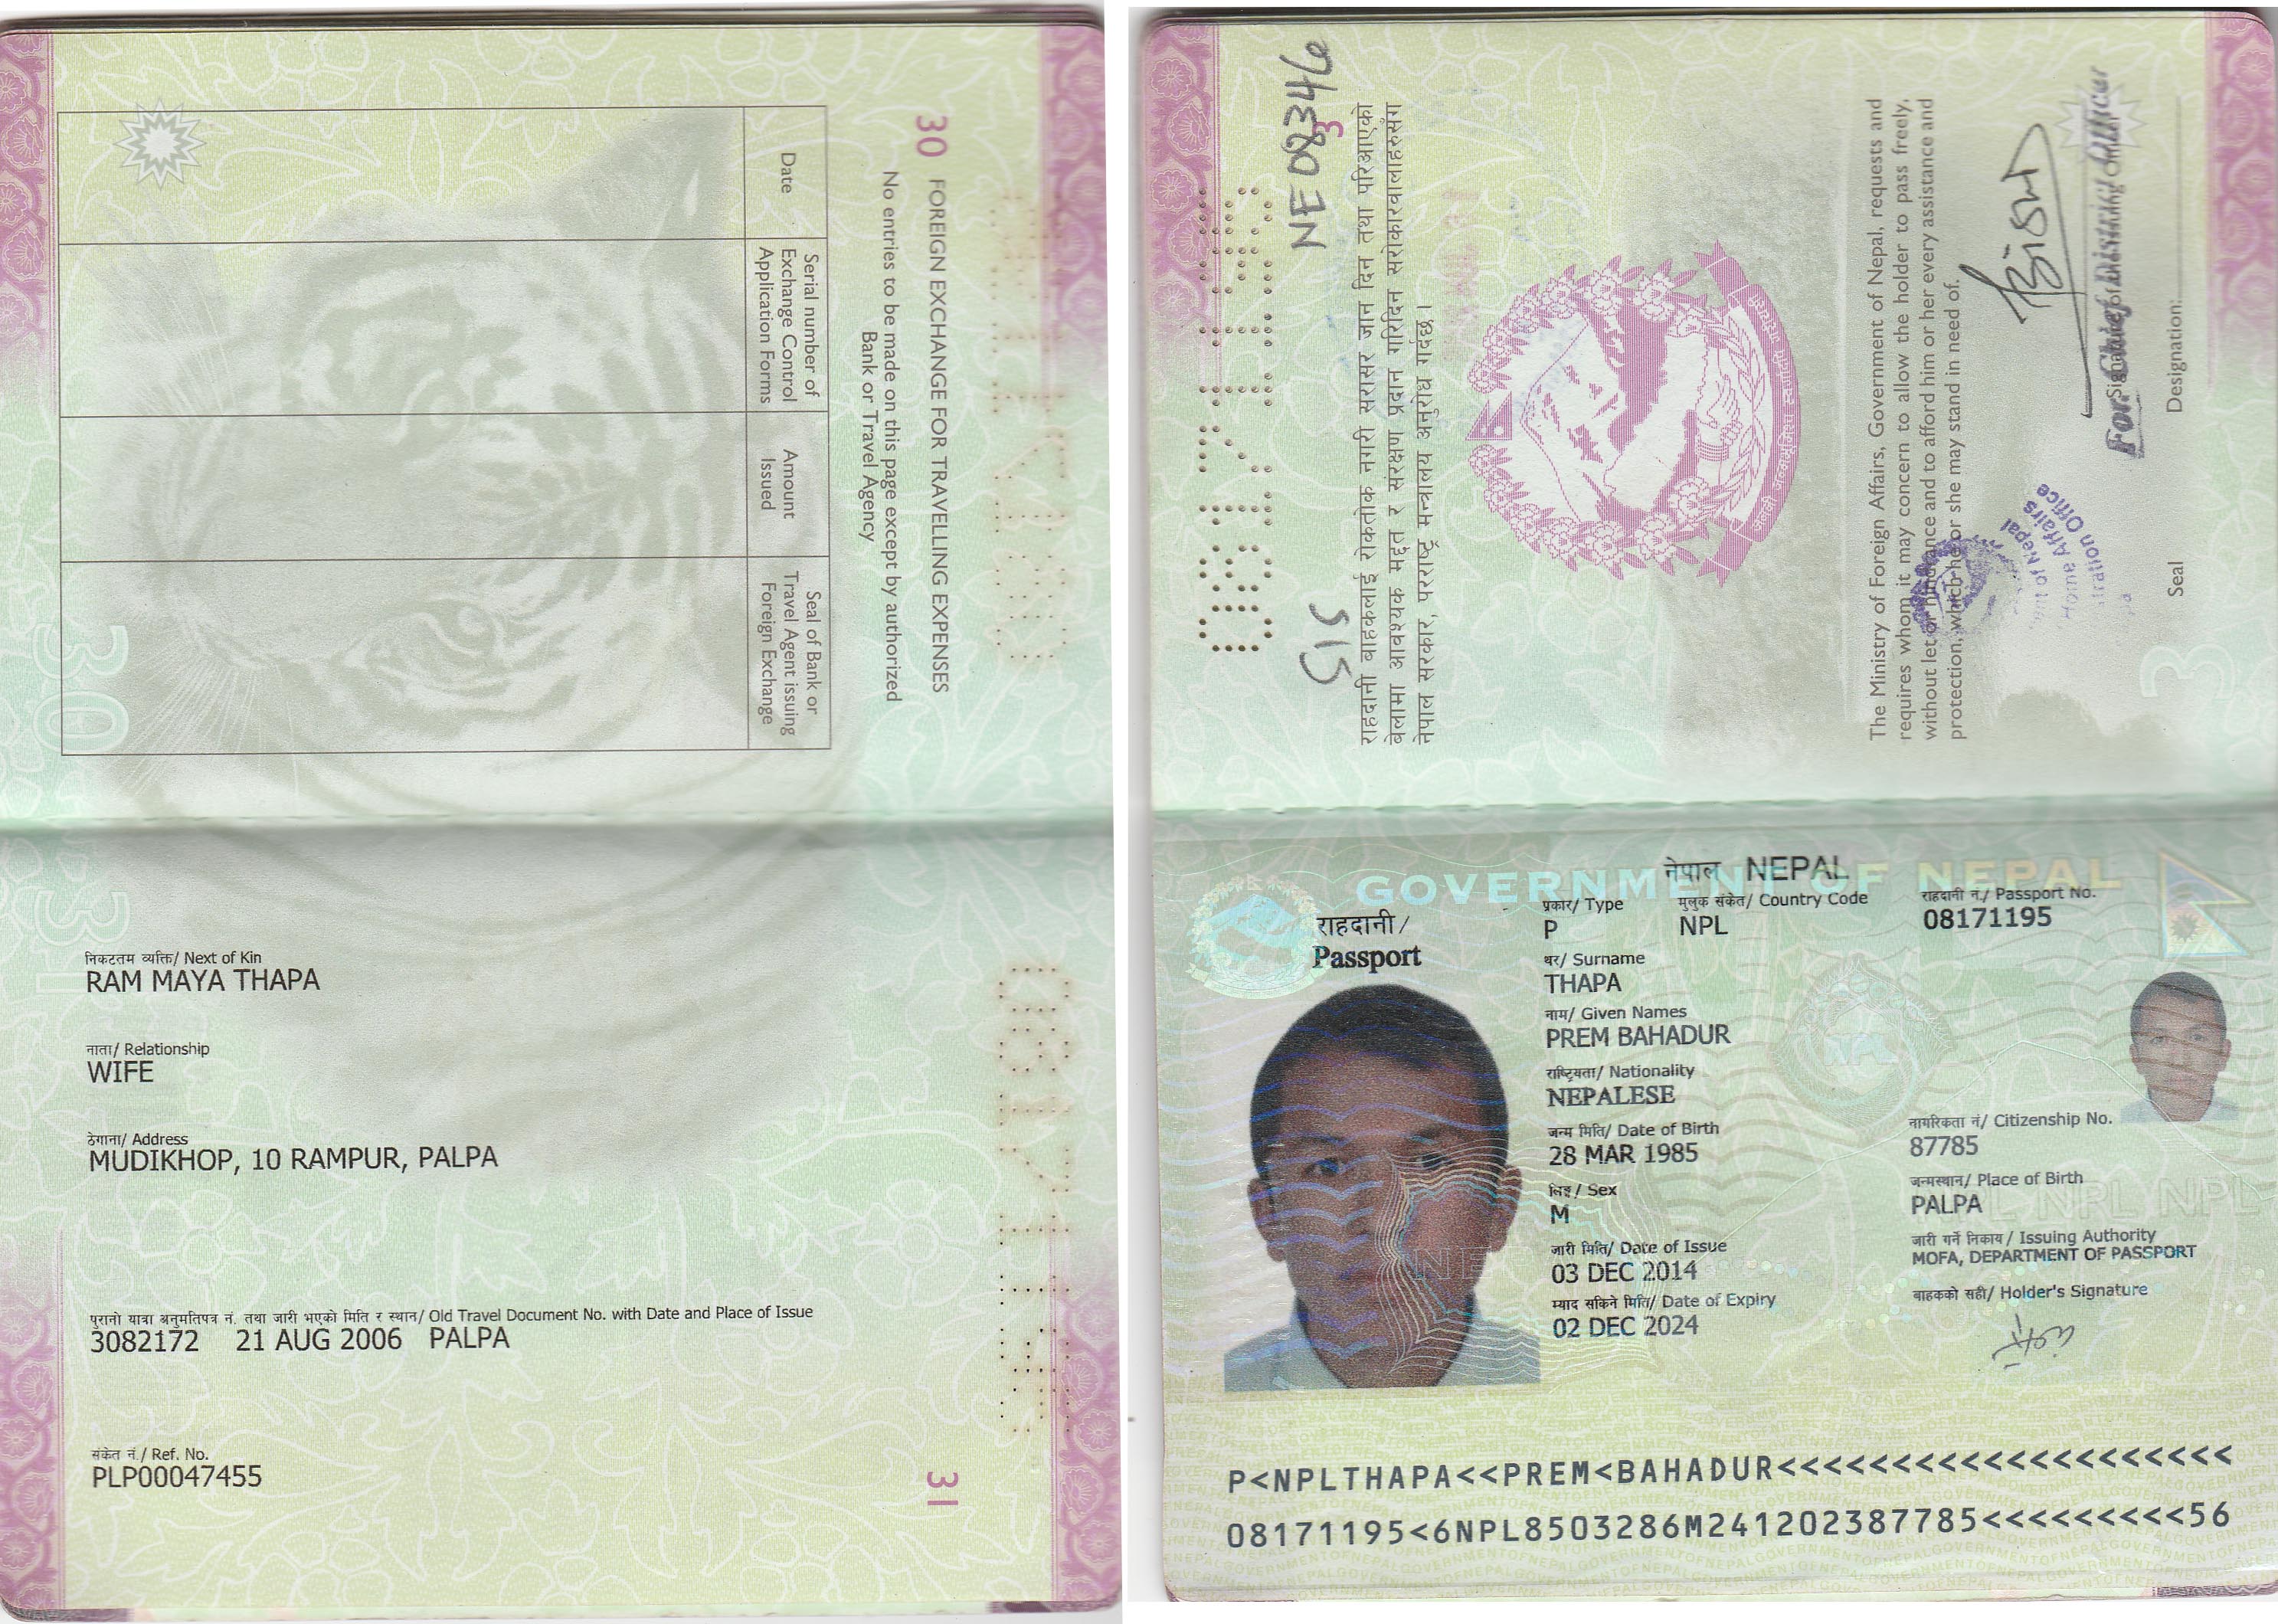 30
FOREIGN EXCHANGE FOR TRAVELLING EXPENSES
No entries to be made on this page except by authorized
Bank or Travel Agency
Date
Serial number of
Exchange Control
Application Forms
Amount
Issued
Seal of Bank or
Travel Agent issuing
Foreign Exchange
30
निकटतम व्यक्ति/ Next of Kin
RAM MAYA THAPA
नाता/ Relationship
WIFE
ठेगाना/ Address
MUDIKHOP, 10 RAMPUR, PALPA
पुरानो यात्रा अनुमतिपत्र नं. तथा जारी भएको मिति र स्थान/ Old Travel Document No. with Date and Place of Issue
3082172 21 AUG 2006 PALPA
संकेत नं./ Ref. No.
PLP00047455
31
08171195
NE08346
515
3
राहदानी बाहकलाई रोकतोक नगरी सरासर जान दिन तथा परिआएको
बेलामा आवश्यक मद्दत र संरक्षण प्रदान गरिदिन सरोकारवालाहरूसंग
नेपाल सरकार, परराष्ट्र मन्त्रालय अनुरोध गर्दछ।
The Ministry of Foreign Affairs, Government of Nepal, requests and
requires whom it may concern to allow the holder to pass freely,
without let or hindrance and to afford him or her every assistance and
protection, which he or she may stand in need of.
For. Chief District Officer
Designation:
Seal
3
GOVERNMENT OF NEPAL
नेपाल NEPAL
राहदानी/
Passport
प्रकार/ Type
P
मुलुक संकेत/ Country Code
NPL
राहदानी नं./ Passport No.
08171195
थर/ Surname
THAPA
नाम/ Given Names
PREM BAHADUR
राष्ट्रियता/ Nationality
NEPALESE
जन्म मिति/ Date of Birth
28 MAR 1985
नागरिकता नं/ Citizenship No.
87785
लिङ्ग/ Sex
M
जन्मस्थान/ Place of Birth
PALPA
जारी मिति/ Date of Issue
03 DEC 2014
जारी गर्ने निकाय/ Issuing Authority
MOFA, DEPARTMENT OF PASSPORT
म्याद सकिने मिति/ Date of Expiry
02 DEC 2024
बाहकको सही/ Holder's Signature
P<NPLTHAPA<<PREM<BAHADUR<<<<<<<<<<<<<<<<<<<<
08171195<6NPL8503286M241202387785<<<<<<<<<56